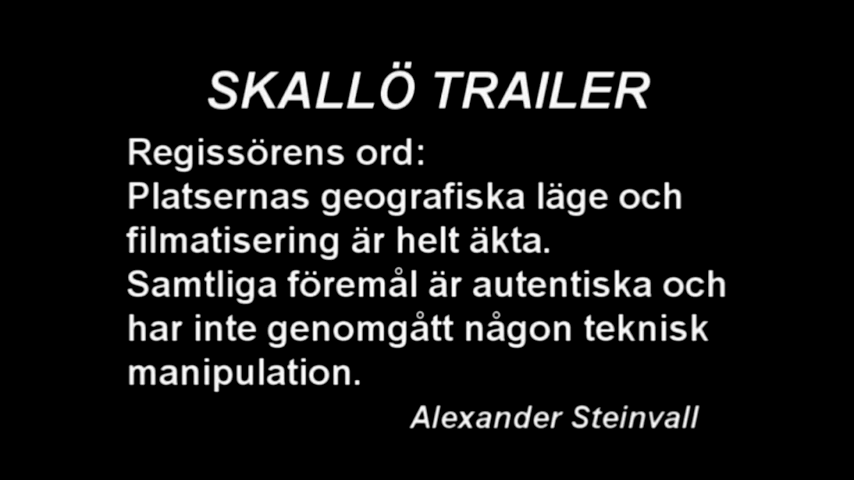 SKALLÖ TRAILER
Regissörens ord:
Platsernas geografiska läge och
filmatisering är helt äkta.
Samtliga föremål är autentiska och
har inte genomgått någon teknisk
manipulation.
Alexander Steinvall